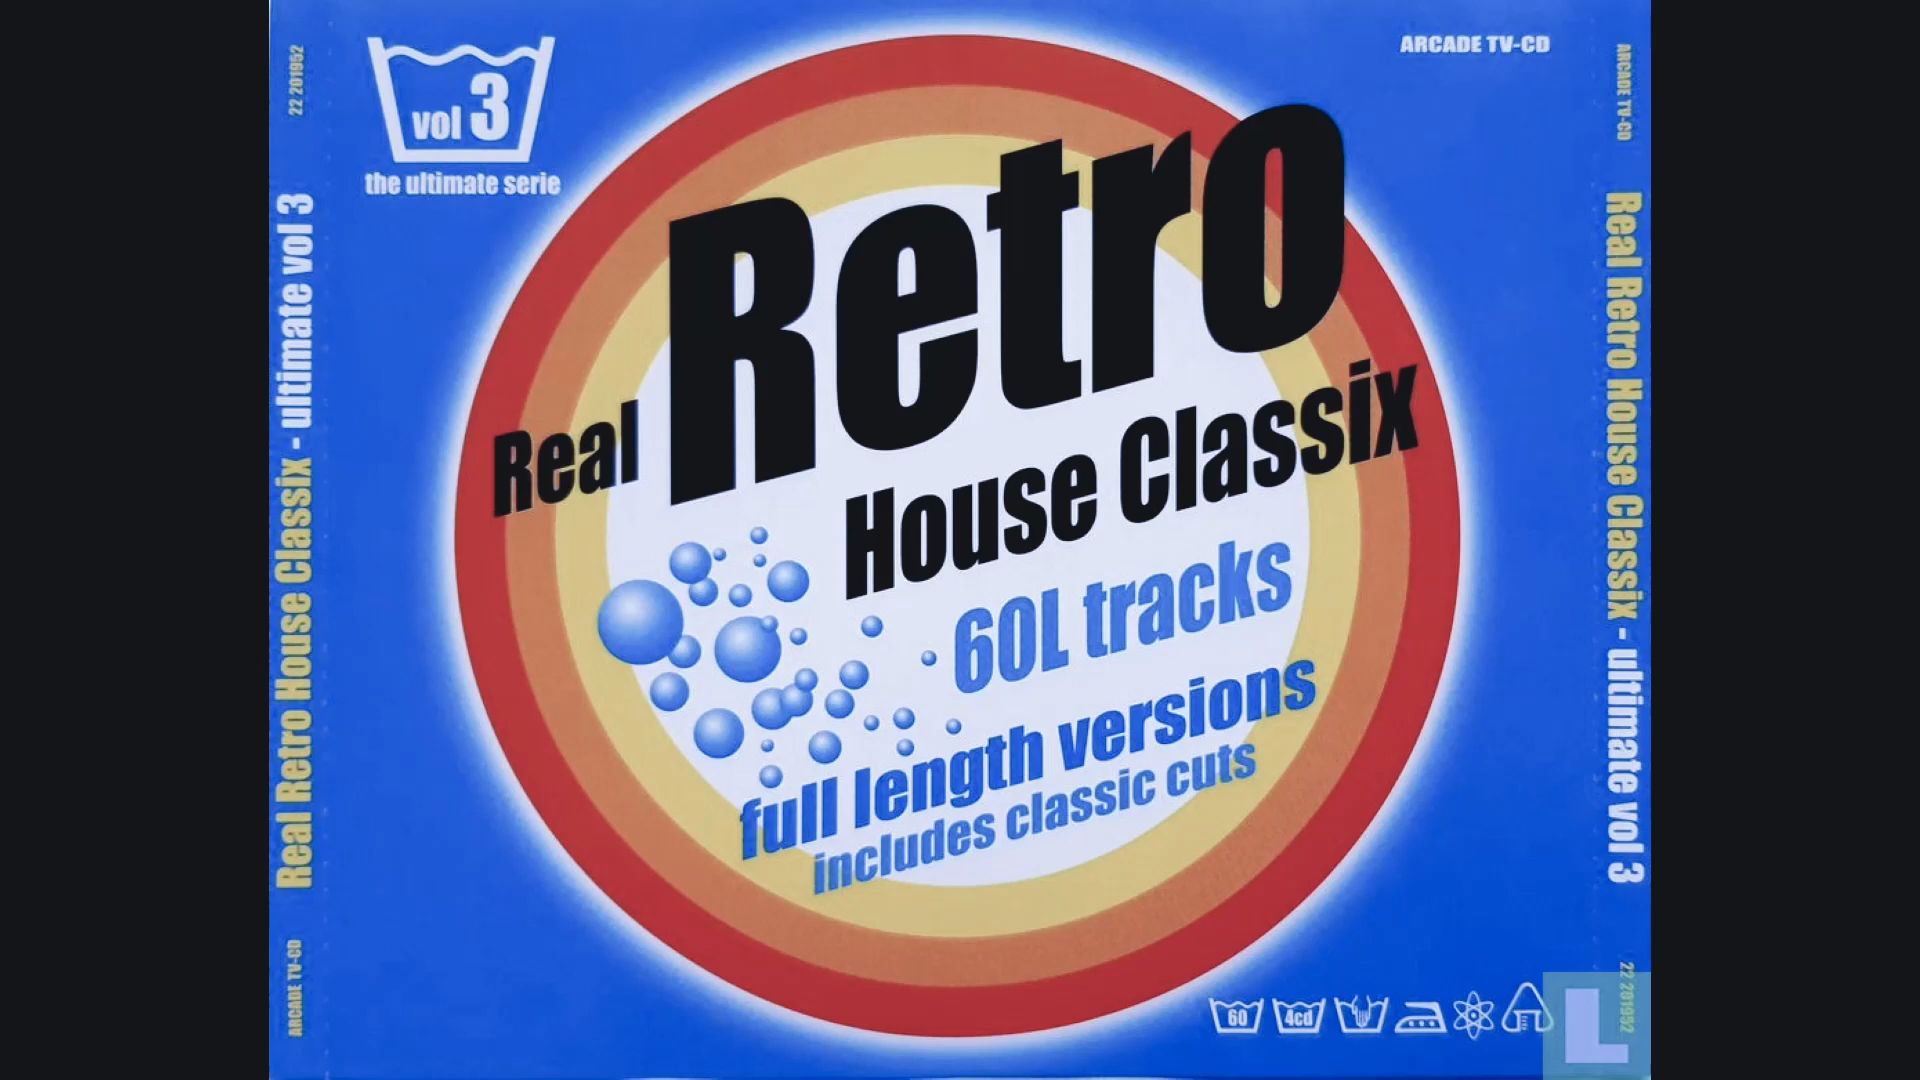 vol 3
the ultimate serie
ARCADE TV-CD
22 201952
Real Retro House Classix - ultimate vol 3
ARCADE TV-CD
Real
Retro
House Classix
60L tracks
full length versions
includes classic cuts
60
4cd
ARCADE TV-CD
Real Retro House Classix - ultimate vol 3
22 201952
L